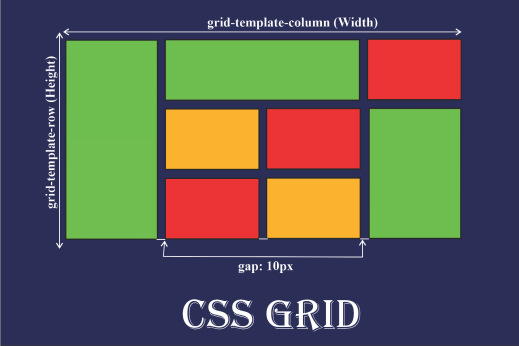 grid-template-column (Width)
grid-template-row (Height)
gap: 10px
CSS GRID